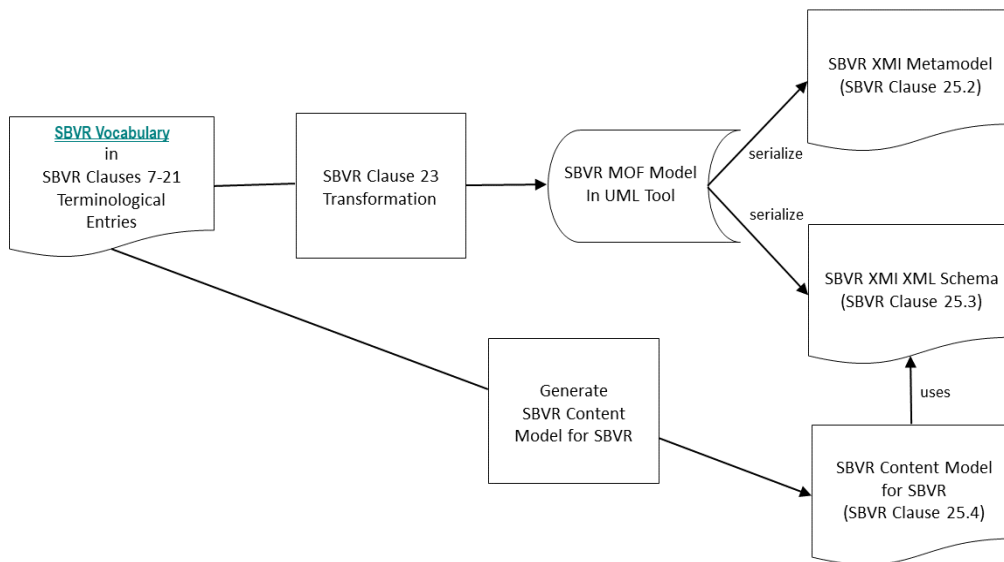 SBVR Vocabulary
in
SBVR Clauses 7-21
Terminological
Entries
SBVR Clause 23
Transformation
SBVR MOF Model
In UML Tool
serialize
serialize
SBVR XMI Metamodel
(SBVR Clause 25.2)
SBVR XMI XML Schema
(SBVR Clause 25.3)
uses
Generate
SBVR Content
Model for SBVR
SBVR Content Model
for SBVR
(SBVR Clause 25.4)